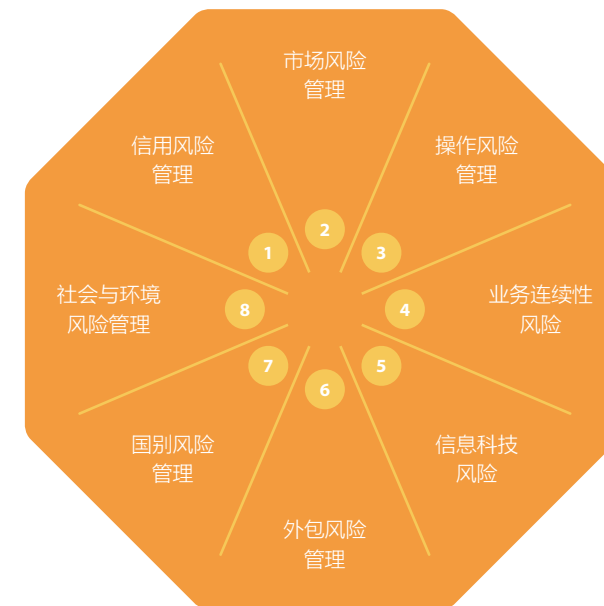 市场风险
管理
信用风险
管理
操作风险
管理
2
1
3
社会与环境
风险管理
8
4
业务连续性
风险
7
5
6
国别风险
管理
信息科技
风险
外包风险
管理